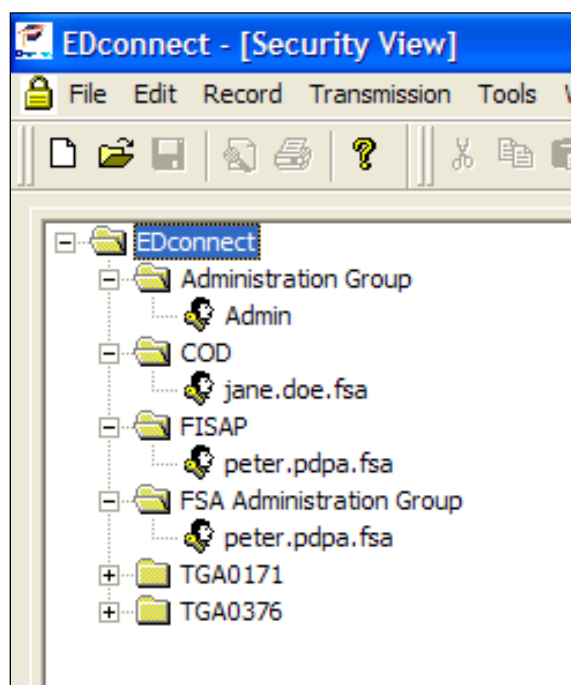 EDconnect - [Security View]
File Edit Record Transmission Tools
EDconnect
Administration Group
Admin
COD
jane.doe.fsa
FISAP
peter.pdpa.fsa
FSA Administration Group
peter.pdpa.fsa
TGA0171
TGA0376